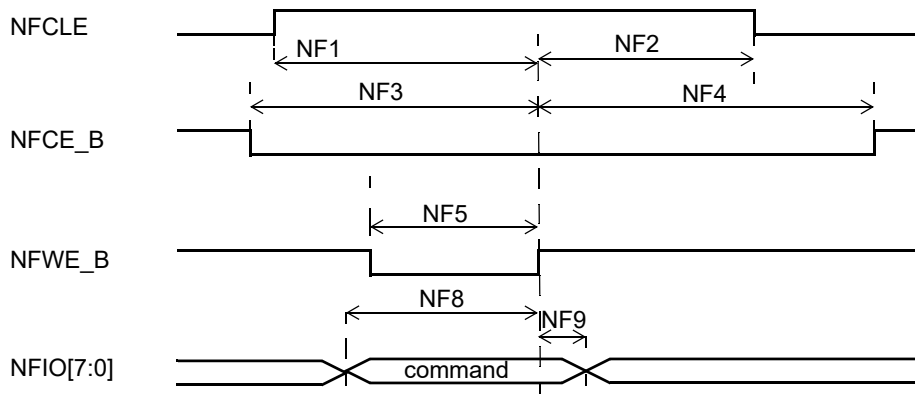 NFCLE
NF1
NF2
NF3
NF4
NFCE_B
NF5
NFWE_B
NF8
NF9
NFIO[7:0]
command